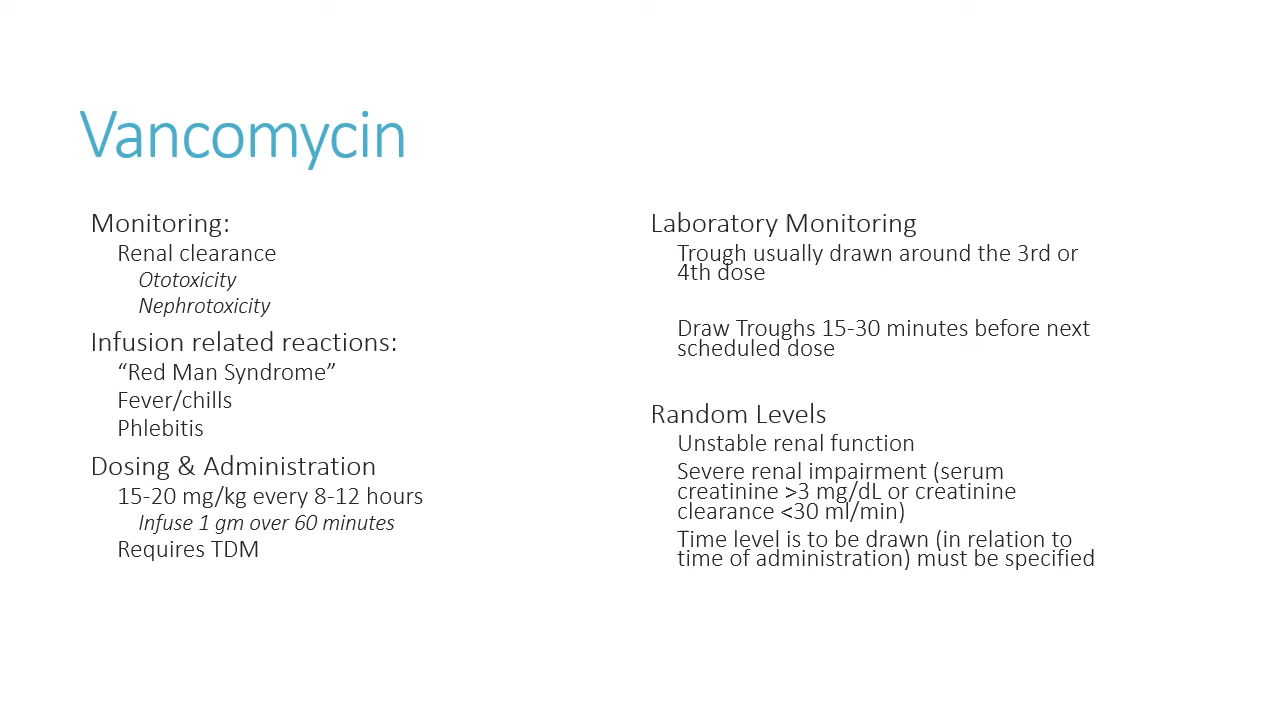 Vancomycin
Monitoring:
Renal clearance
Ototoxicity
Nephrotoxicity
Infusion related reactions:
“Red Man Syndrome”
Fever/chills
Phlebitis
Dosing & Administration
15-20 mg/kg every 8-12 hours
Infuse 1 gm over 60 minutes
Requires TDM
Laboratory Monitoring
Trough usually drawn around the 3rd or
4th dose
Draw Troughs 15-30 minutes before next
scheduled dose
Random Levels
Unstable renal function
Severe renal impairment (serum
creatinine >3 mg/dL or creatinine
clearance <30 ml/min)
Time level is to be drawn (in relation to
time of administration) must be specified